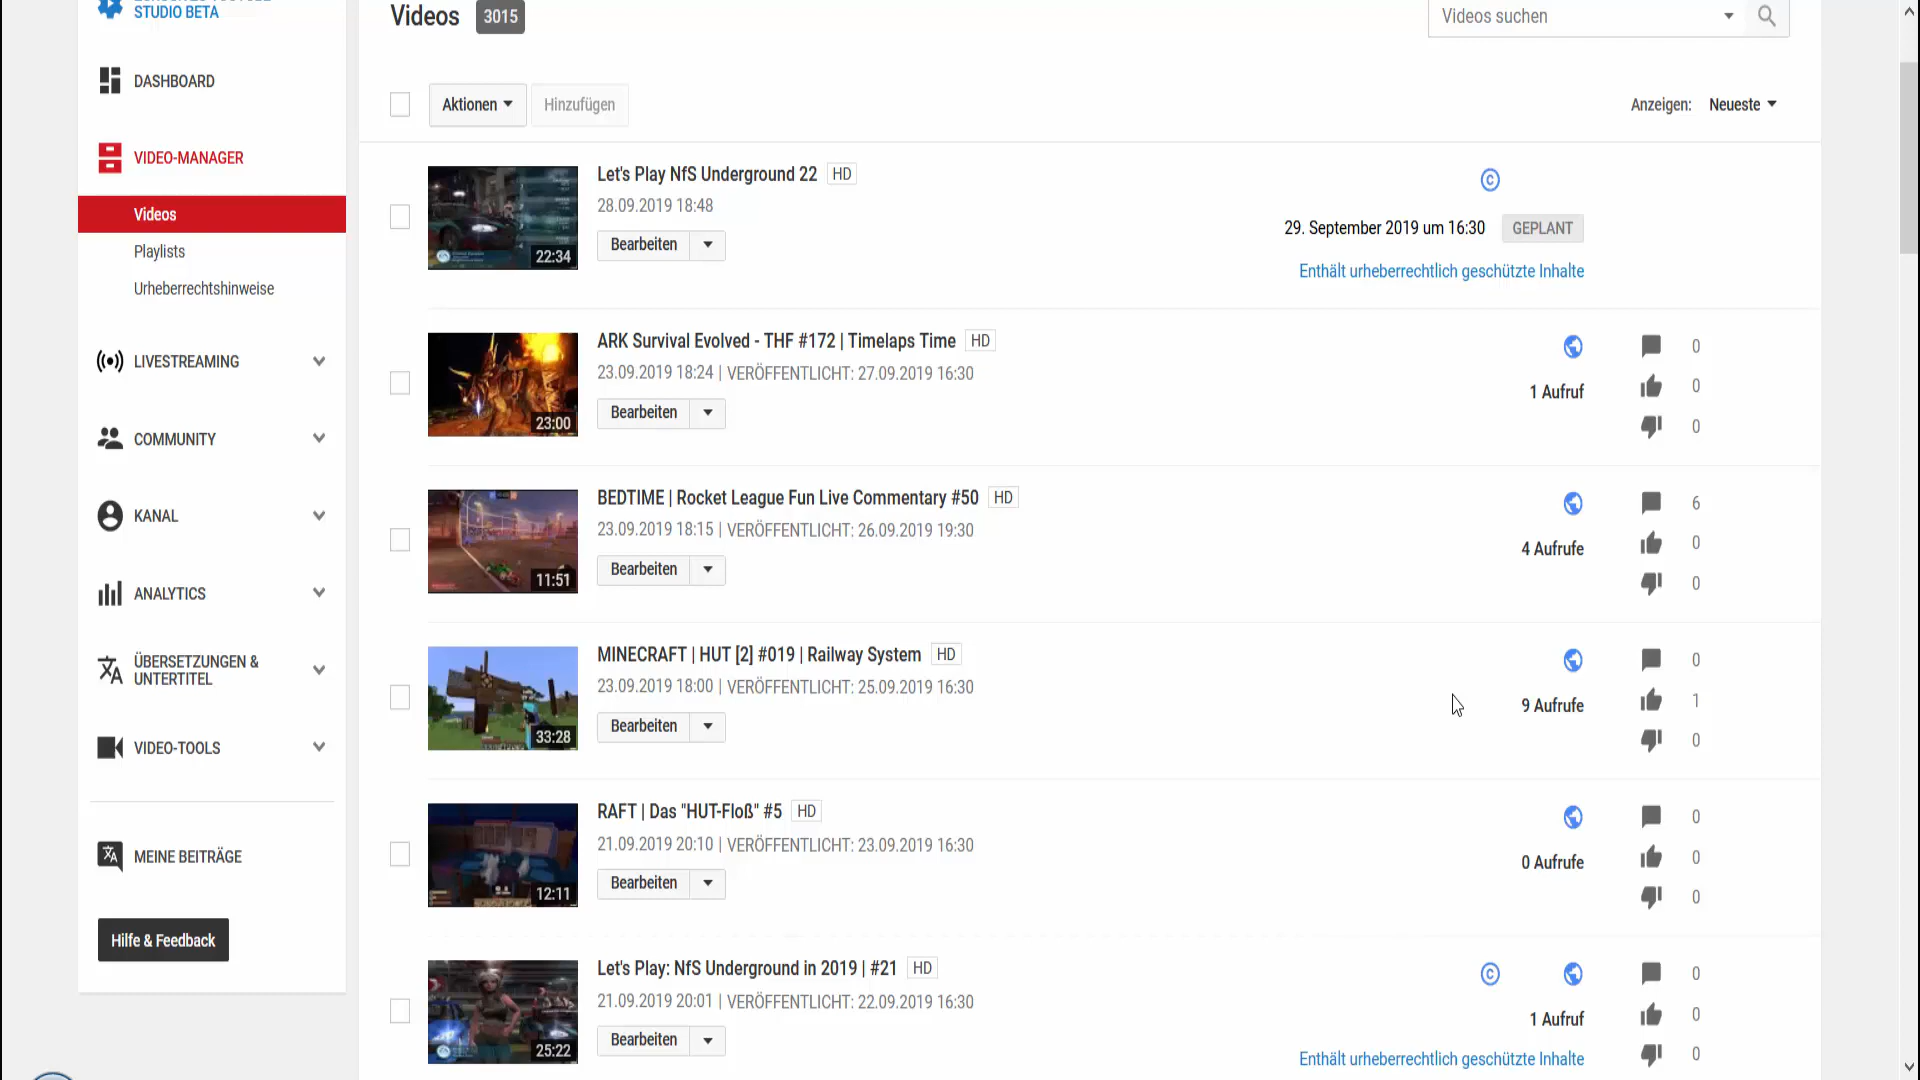 STUDIO BETA
DASHBOARD
VIDEO-MANAGER
Videos
Playlists
Urheberrechtshinweise
LIVESTREAMING
COMMUNITY
KANAL
ANALYTICS
ÜBERSETZUNGEN &
UNTERTITEL
VIDEO-TOOLS
MEINE BEITRÄGE
Hilfe & Feedback
Videos 3015
Videos suchen
Aktionen Hinzufügen
Anzeigen: Neueste
Let's Play NfS Underground 22 HD
28.09.2019 18:48
Bearbeiten
22:34
29. September 2019 um 16:30 GEPLANT
Enthält urheberrechtlich geschützte Inhalte
ARK Survival Evolved - THF #172 | Timelaps Time HD
23.09.2019 18:24 | VERÖFFENTLICHT: 27.09.2019 16:30
Bearbeiten
23:00
1 Aufruf
0
0
0
BEDTIME | Rocket League Fun Live Commentary #50 HD
23.09.2019 18:15 | VERÖFFENTLICHT: 26.09.2019 19:30
Bearbeiten
11:51
4 Aufrufe
6
0
0
MINECRAFT | HUT [2] #019 | Railway System HD
23.09.2019 18:00 | VERÖFFENTLICHT: 25.09.2019 16:30
Bearbeiten
33:28
9 Aufrufe
0
1
0
RAFT | Das "HUT-Floß" #5 HD
21.09.2019 20:10 | VERÖFFENTLICHT: 23.09.2019 16:30
Bearbeiten
12:11
0 Aufrufe
0
0
0
Let's Play: NfS Underground in 2019 | #21 HD
21.09.2019 20:01 | VERÖFFENTLICHT: 22.09.2019 16:30
Bearbeiten
25:22
1 Aufruf
Enthält urheberrechtlich geschützte Inhalte
0
0
0